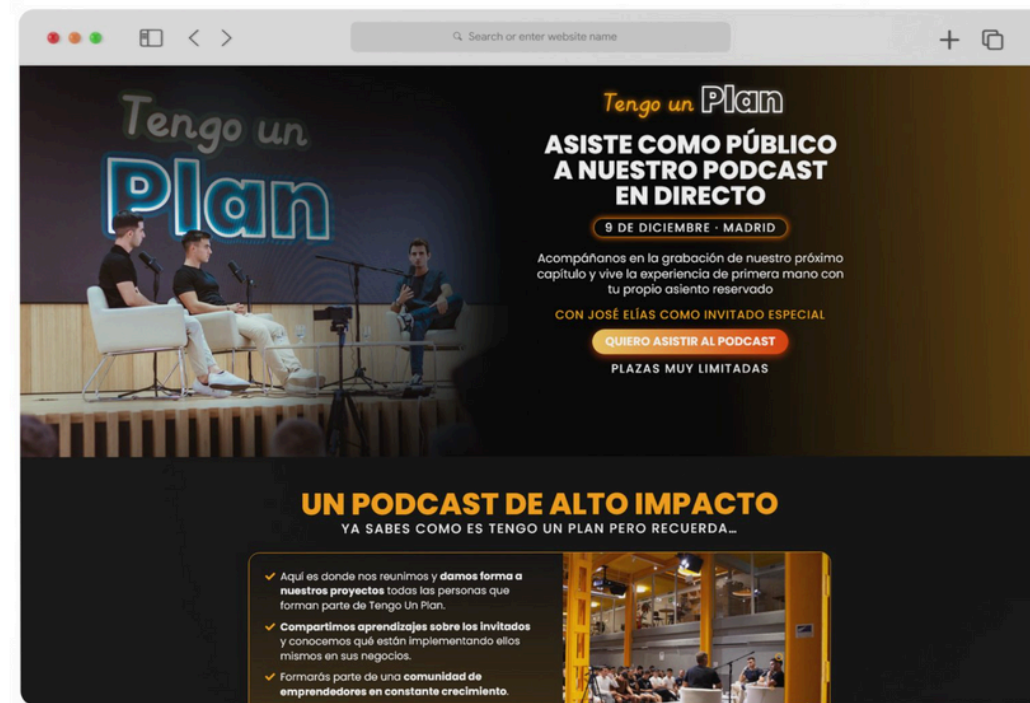 Search or enter website name
Tengo un
Plan
Tengo un Plan
ASISTE COMO PÚBLICO
A NUESTRO PODCAST
EN DIRECTO
9 DE DICIEMBRE · MADRID
Acompáñanos en la grabación de nuestro próximo
capítulo y vive la experiencia de primera mano con
tu propio asiento reservado
CON JOSÉ ELÍAS COMO INVITADO ESPECIAL
QUIERO ASISTIR AL PODCAST
PLAZAS MUY LIMITADAS
UN PODCAST DE ALTO IMPACTO
YA SABES COMO ES TENGO UN PLAN PERO RECUERDA...
Aquí es donde nos reunimos y damos forma a
nuestros proyectos todas las personas que
forman parte de Tengo Un Plan.
Compartimos aprendizajes sobre los invitados
y conocemos qué están implementando ellos
mismos en sus negocios.
Formarás parte de una comunidad de
emprendedores en constante crecimiento.